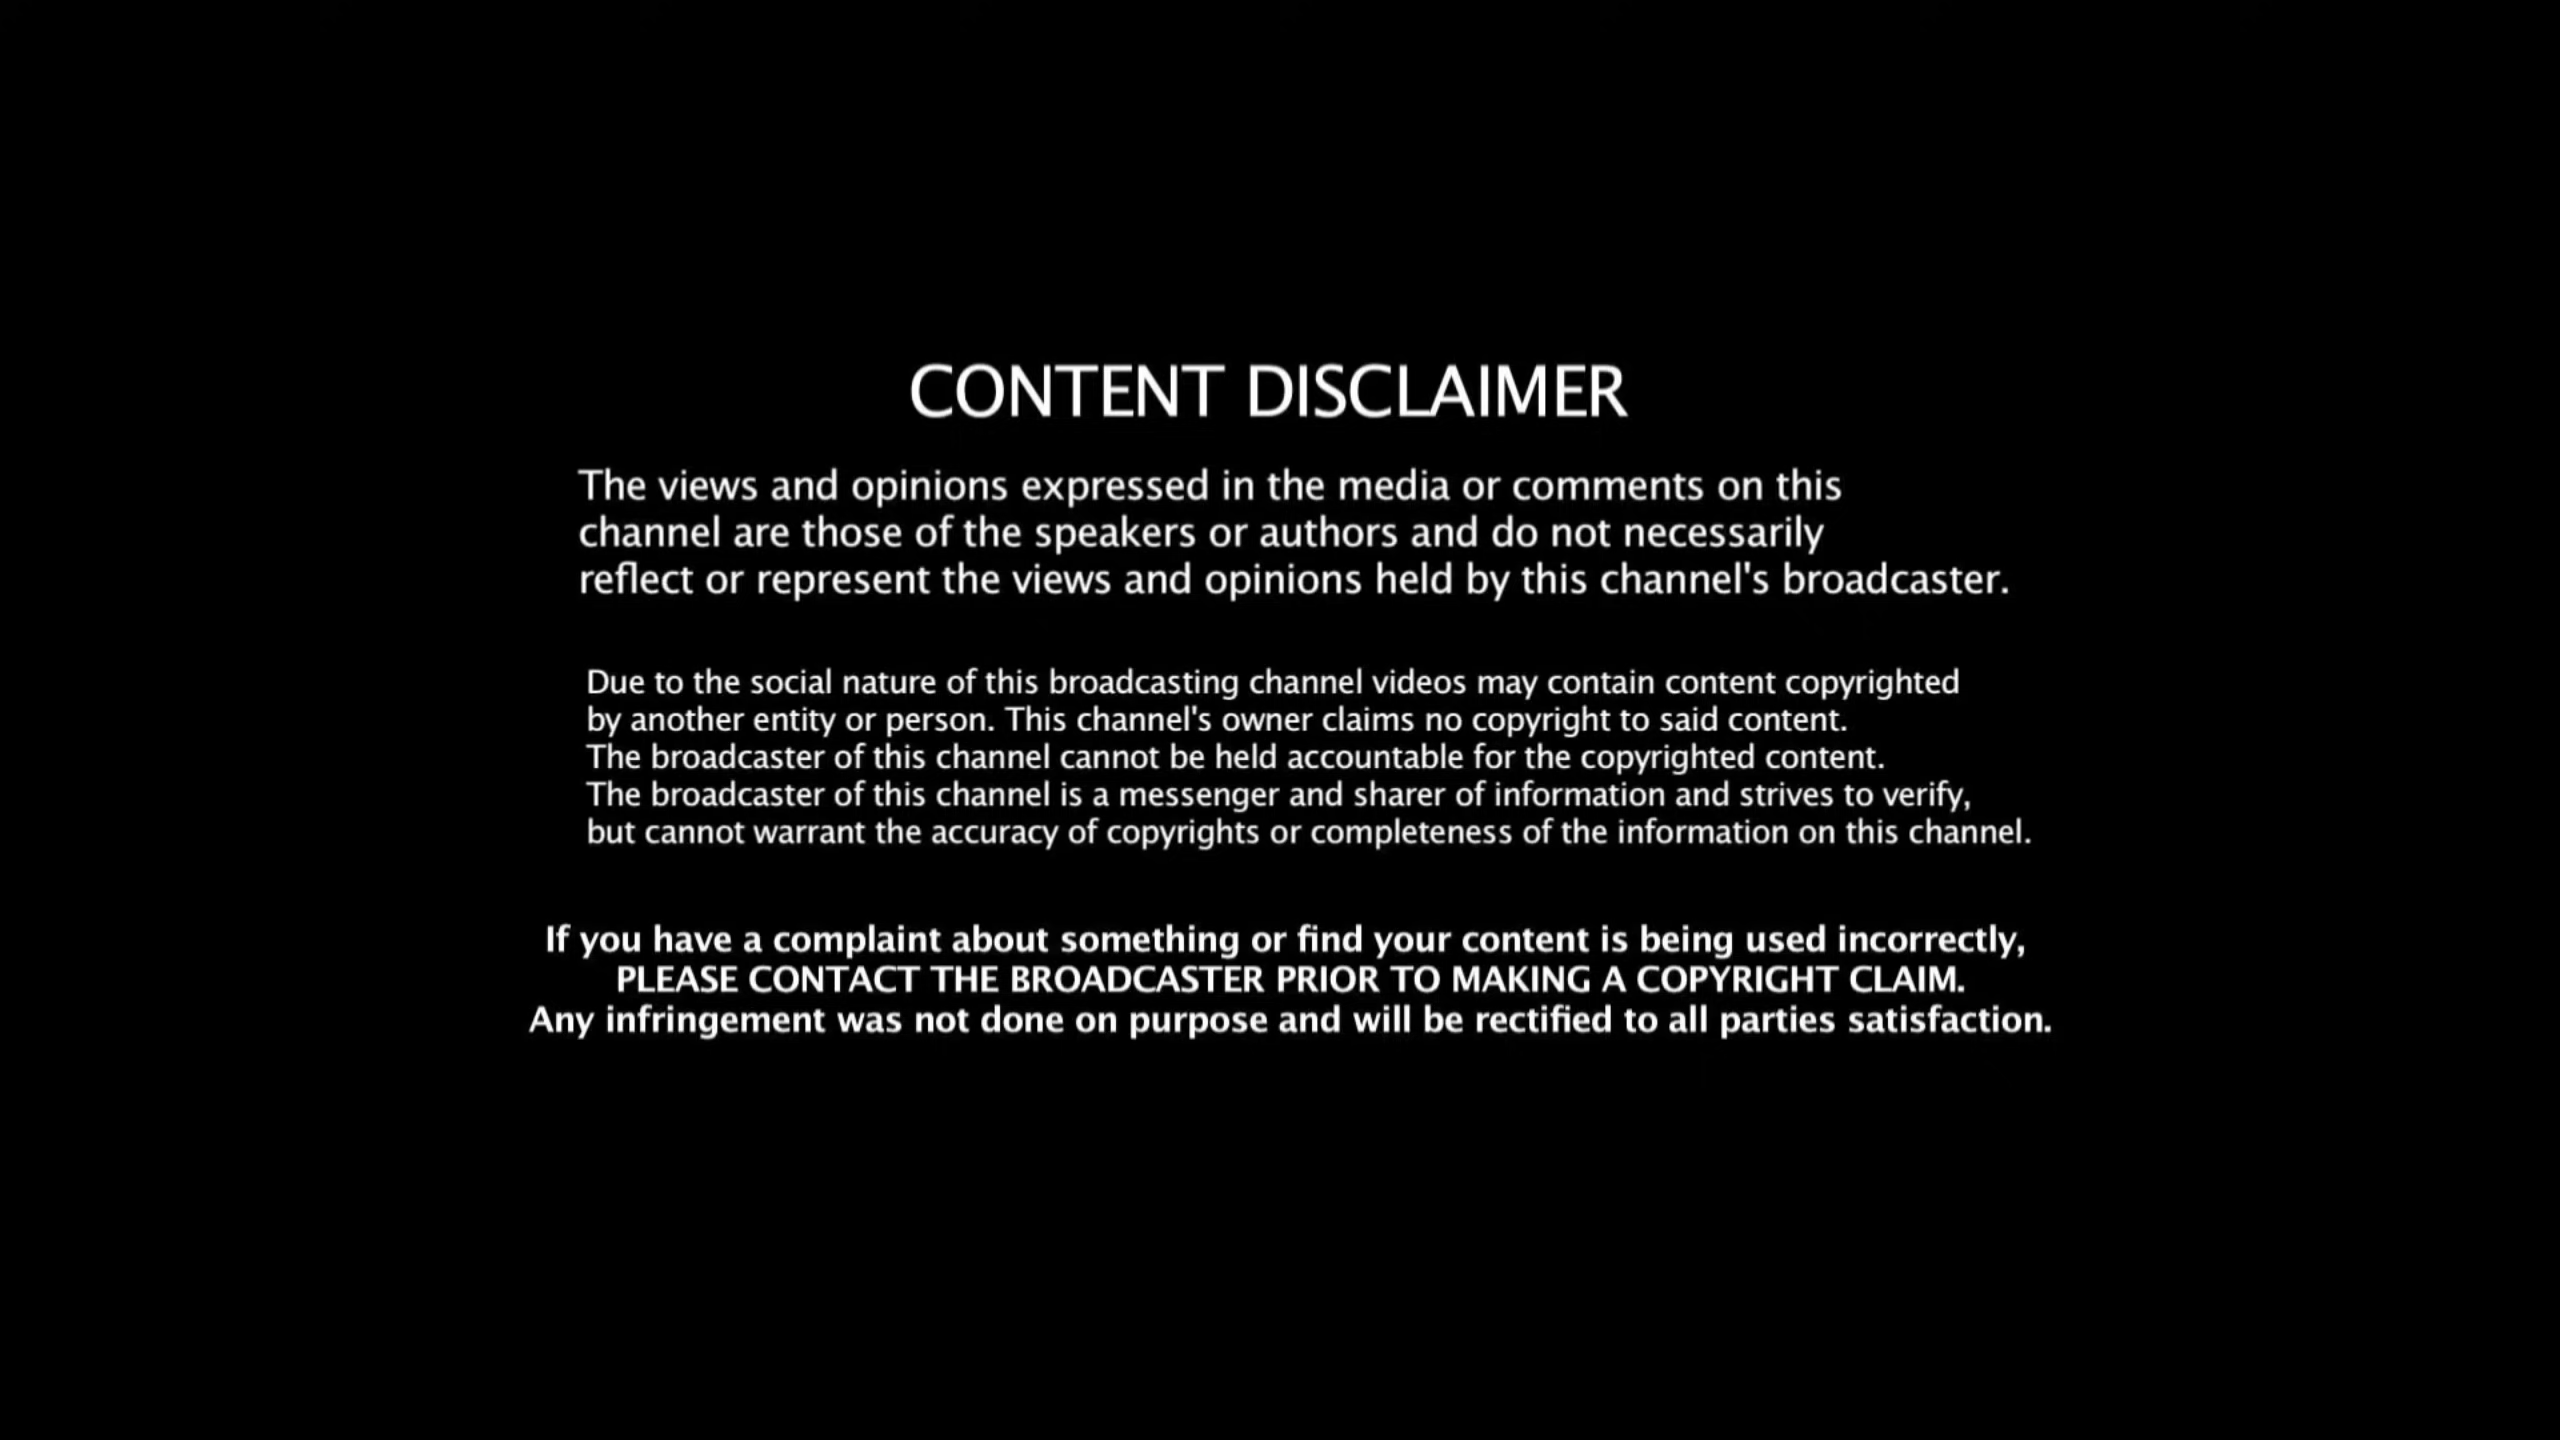 CONTENT DISCLAIMER
The views and opinions expressed in the media or comments on this
channel are those of the speakers or authors and do not necessarily
reflect or represent the views and opinions held by this channel's broadcaster.
Due to the social nature of this broadcasting channel videos may contain content copyrighted
by another entity or person. This channel's owner claims no copyright to said content.
The broadcaster of this channel cannot be held accountable for the copyrighted content.
The broadcaster of this channel is a messenger and sharer of information and strives to verify,
but cannot warrant the accuracy of copyrights or completeness of the information on this channel.
If you have a complaint about something or find your content is being used incorrectly,
PLEASE CONTACT THE BROADCASTER PRIOR TO MAKING A COPYRIGHT CLAIM.
Any infringement was not done on purpose and will be rectified to all parties satisfaction.